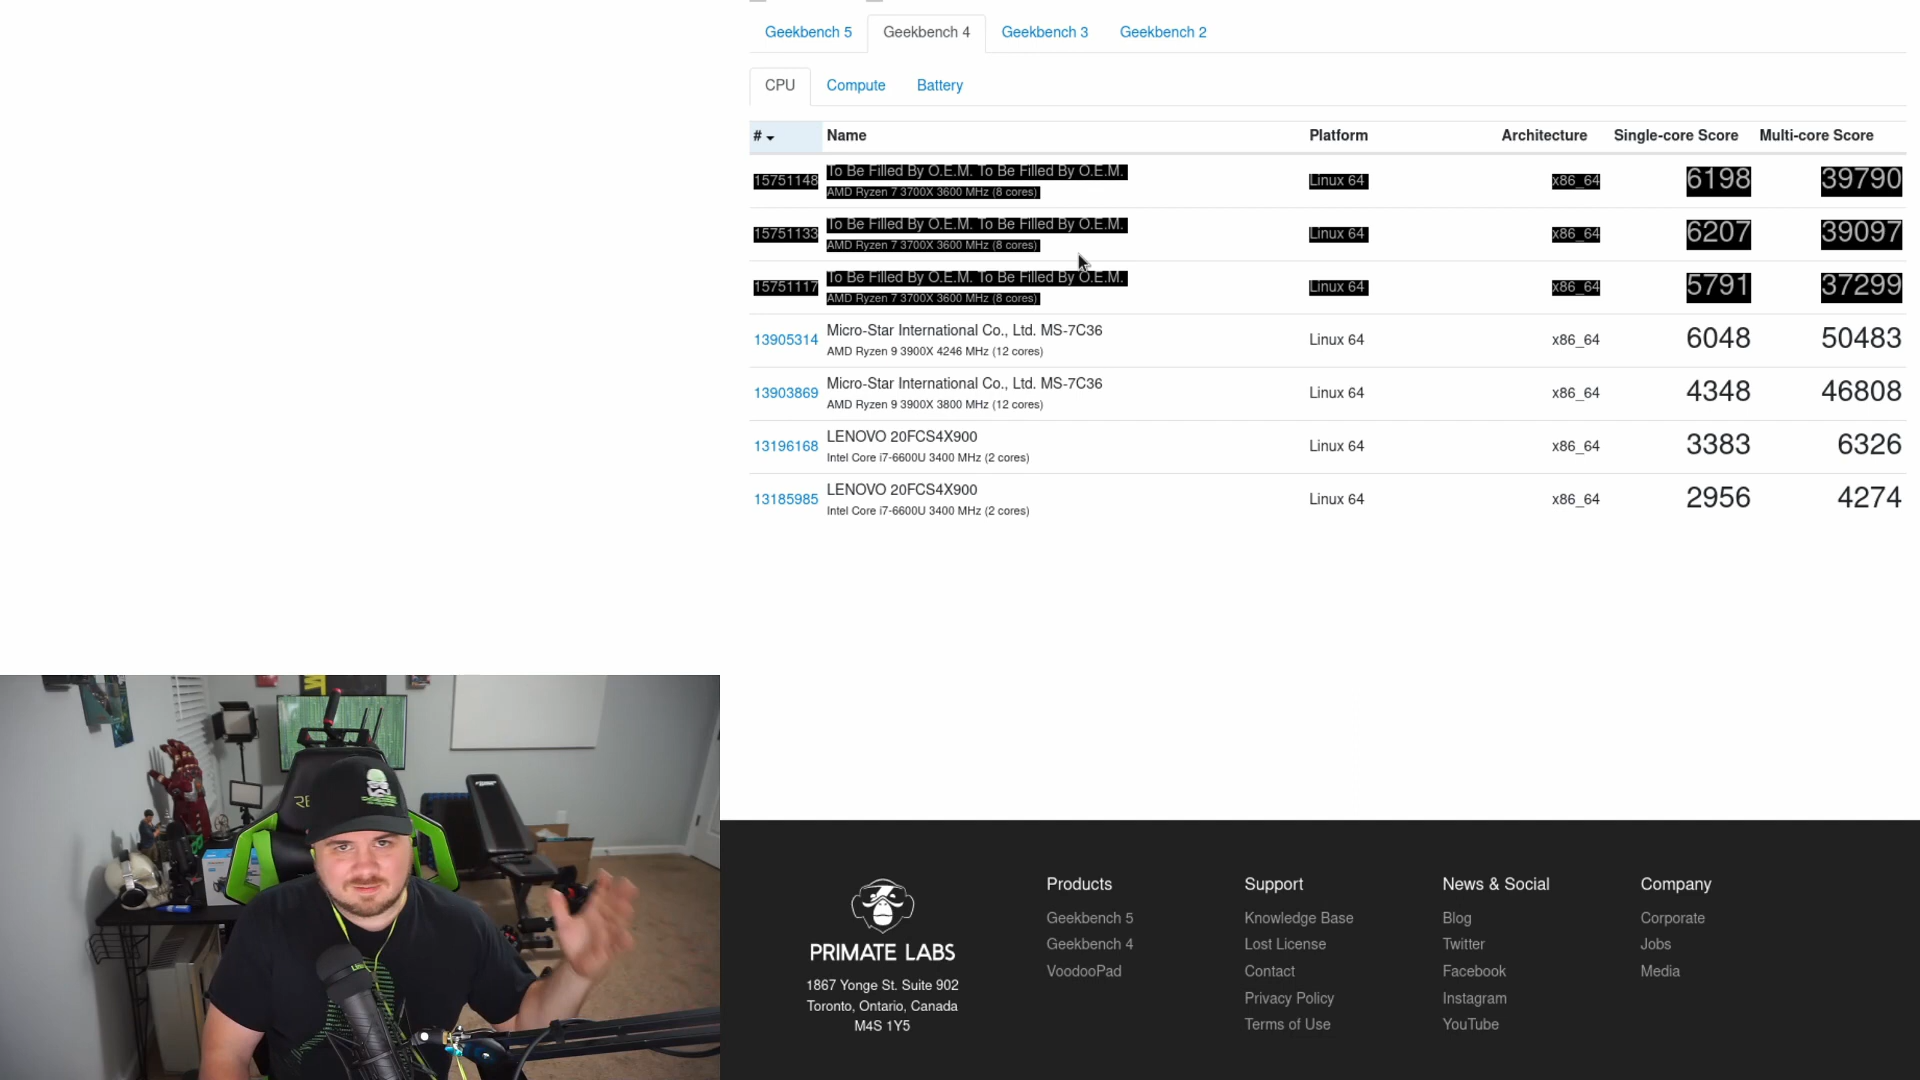 Geekbench 5 Geekbench 4 Geekbench 3 Geekbench 2
CPU Compute Battery
# Name Platform Architecture Single-core Score Multi-core Score
15751148 To Be Filled By O.E.M. To Be Filled By O.E.M. Linux 64 x86_64 6198 39790
AMD Ryzen 7 3700X 3600 MHz (8 cores)
15751133 To Be Filled By O.E.M. To Be Filled By O.E.M. Linux 64 x86_64 6207 39097
AMD Ryzen 7 3700X 3600 MHz (8 cores)
15751117 To Be Filled By O.E.M. To Be Filled By O.E.M. Linux 64 x86_64 5791 37299
AMD Ryzen 7 3700X 3600 MHz (8 cores)
13905314 Micro-Star International Co., Ltd. MS-7C36 Linux 64 x86_64 6048 50483
AMD Ryzen 9 3900X 4246 MHz (12 cores)
13903869 Micro-Star International Co., Ltd. MS-7C36 Linux 64 x86_64 4348 46808
AMD Ryzen 9 3900X 3800 MHz (12 cores)
13196168 LENOVO 20FCS4X900 Linux 64 x86_64 3383 6326
Intel Core i7-6600U 3400 MHz (2 cores)
13185985 LENOVO 20FCS4X900 Linux 64 x86_64 2956 4274
Intel Core i7-6600U 3400 MHz (2 cores)
PRIMATE LABS
1867 Yonge St. Suite 902
Toronto, Ontario, Canada
M4S 1Y5
Products
Geekbench 5
Geekbench 4
VoodooPad
Support
Knowledge Base
Lost License
Contact
Privacy Policy
Terms of Use
News & Social
Blog
Twitter
Facebook
Instagram
YouTube
Company
Corporate
Jobs
Media